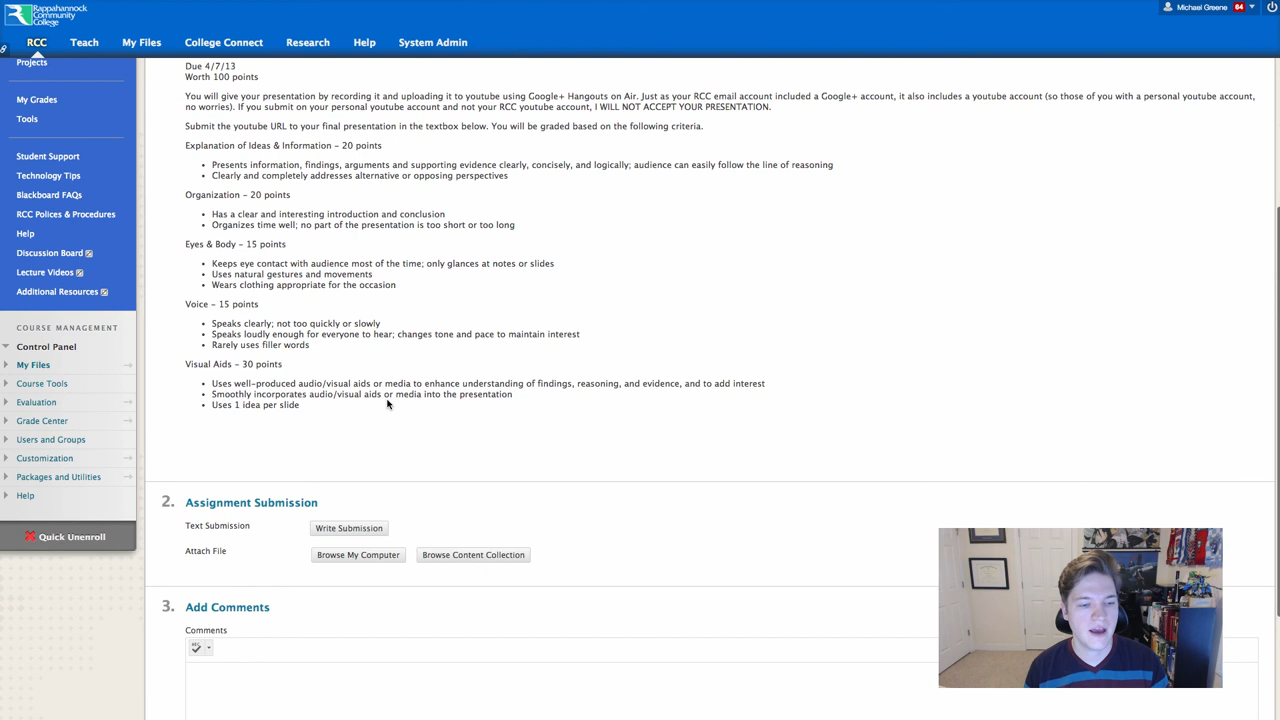 Rappahannock
Community
College
Michael Greene 64
RCC Teach My Files College Connect Research Help System Admin
Projects
My Grades
Tools
Student Support
Technology Tips
Blackboard FAQs
RCC Polices & Procedures
Help
Discussion Board
Lecture Videos
Additional Resources
COURSE MANAGEMENT
Control Panel
My Files
Course Tools
Evaluation
Grade Center
Users and Groups
Customization
Packages and Utilities
Help
Quick Unenroll
Due 4/7/13
Worth 100 points
You will give your presentation by recording it and uploading it to youtube using Google+ Hangouts on Air. Just as your RCC email account included a Google+ account, it also includes a youtube account (so those of you with a personal youtube account,
no worries). If you submit on your personal youtube account and not your RCC youtube account, I WILL NOT ACCEPT YOUR PRESENTATION.
Submit the youtube URL to your final presentation in the textbox below. You will be graded based on the following criteria.
Explanation of Ideas & Information – 20 points
• Presents information, findings, arguments and supporting evidence clearly, concisely, and logically; audience can easily follow the line of reasoning
• Clearly and completely addresses alternative or opposing perspectives
Organization – 20 points
• Has a clear and interesting introduction and conclusion
• Organizes time well; no part of the presentation is too short or too long
Eyes & Body – 15 points
• Keeps eye contact with audience most of the time; only glances at notes or slides
• Uses natural gestures and movements
• Wears clothing appropriate for the occasion
Voice – 15 points
• Speaks clearly; not too quickly or slowly
• Speaks loudly enough for everyone to hear; changes tone and pace to maintain interest
• Rarely uses filler words
Visual Aids – 30 points
• Uses well-produced audio/visual aids or media to enhance understanding of findings, reasoning, and evidence, and to add interest
• Smoothly incorporates audio/visual aids or media into the presentation
• Uses 1 idea per slide
2. Assignment Submission
Text Submission Write Submission
Attach File Browse My Computer Browse Content Collection
3. Add Comments
Comments
ABC